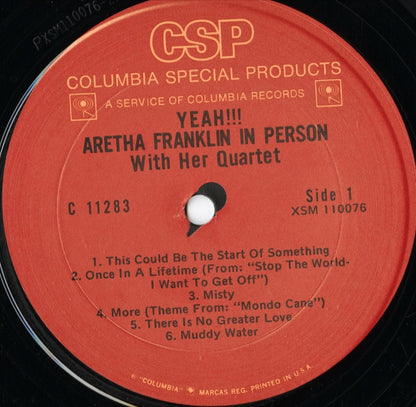 PXSM110076-
CSP
COLUMBIA SPECIAL PRODUCTS
A SERVICE OF COLUMBIA RECORDS
YEAH!!!
ARETHA FRANKLIN IN PERSON
With Her Quartet
C 11283
Side 1
XSM 110076
1. This Could Be The Start Of Something
2. Once In A Lifetime (From: "Stop The World-
I Want To Get Off")
3. Misty
4. More (Theme From: "Mondo Cane")
5. There Is No Greater Love
6. Muddy Water
"COLUMBIA" MARCAS REG. PRINTED IN U.S.A.